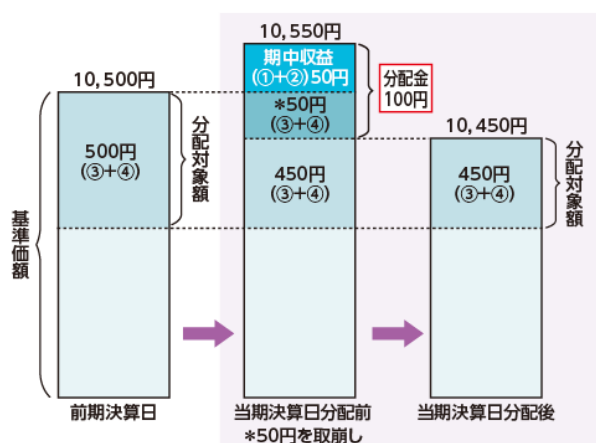 10,550円
期中収益
(①+②)50円
分配金
100円
10,500円
*50円
(③+④)
10,450円
500円
(③+④)
分配対象額
450円
(③+④)
450円
(③+④)
分配対象額
基準価額
前期決算日
当期決算日分配前
当期決算日分配後
*50円を取崩し